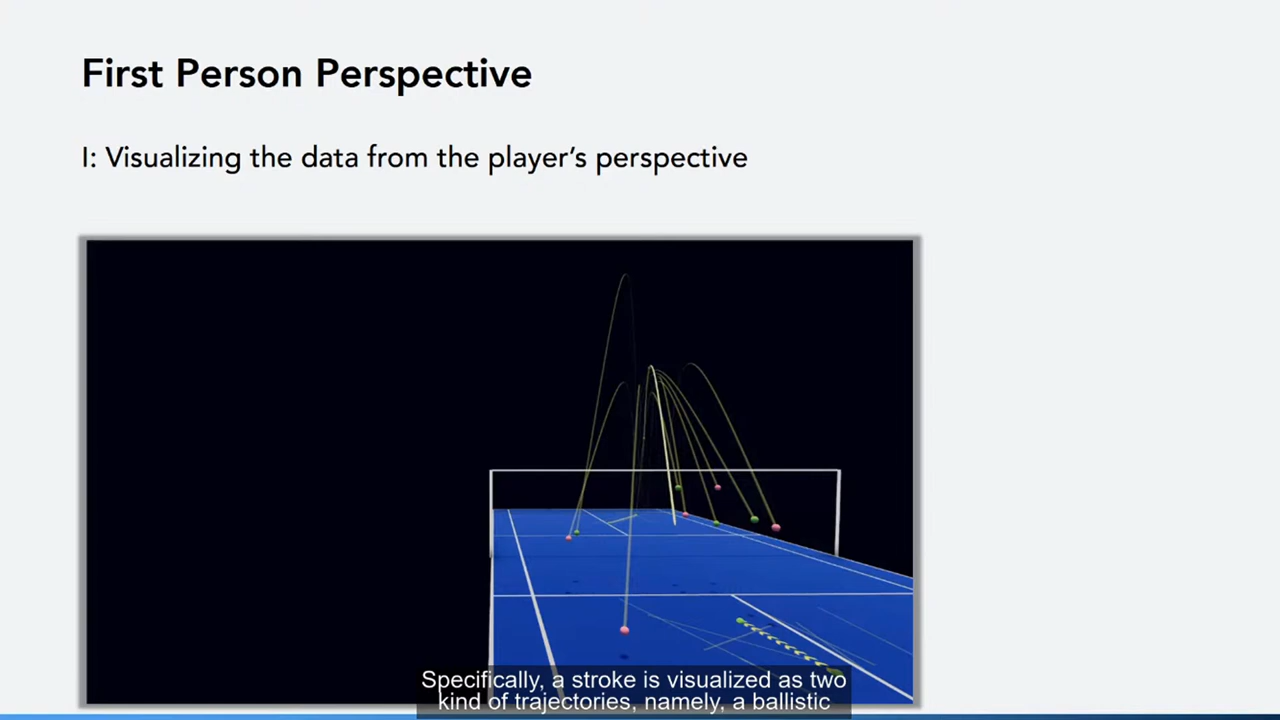 First Person Perspective
I: Visualizing the data from the player's perspective
Specifically, a stroke is visualized as two
kind of trajectories, namely, a ballistic